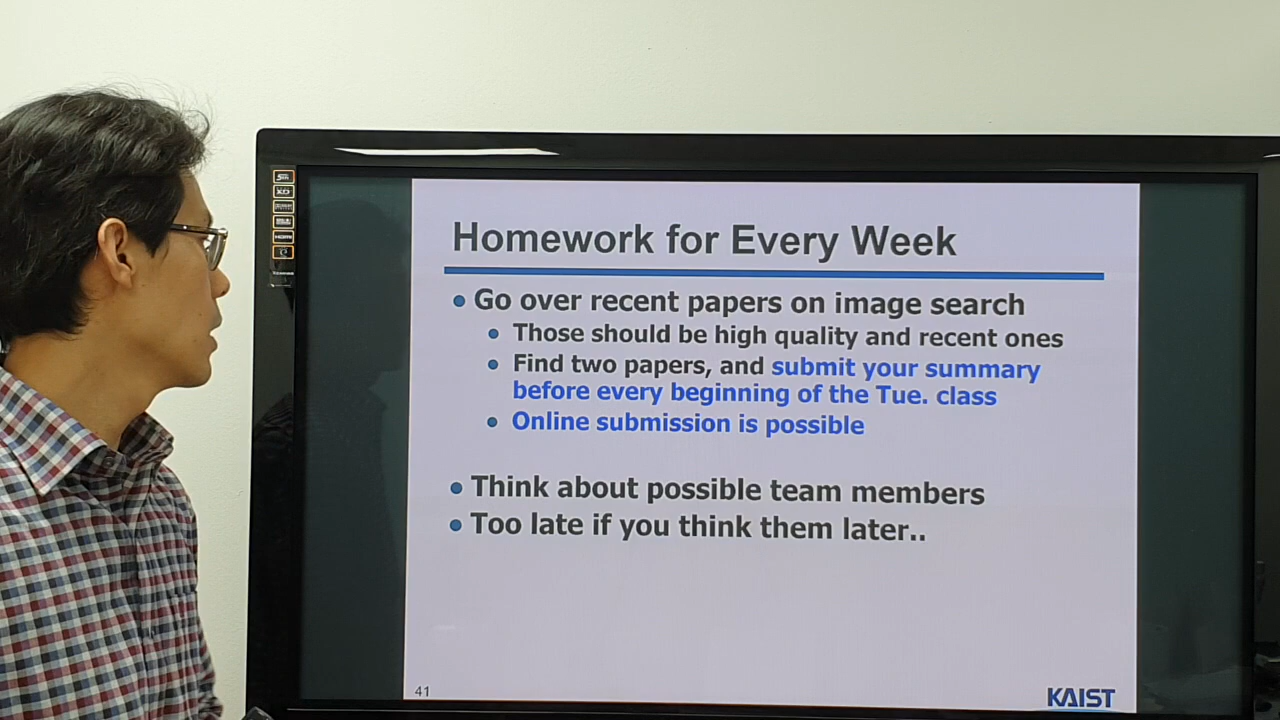 Homework for Every Week
• Go over recent papers on image search
• Those should be high quality and recent ones
• Find two papers, and submit your summary
before every beginning of the Tue. class
• Online submission is possible
• Think about possible team members
• Too late if you think them later..
41
KAIST